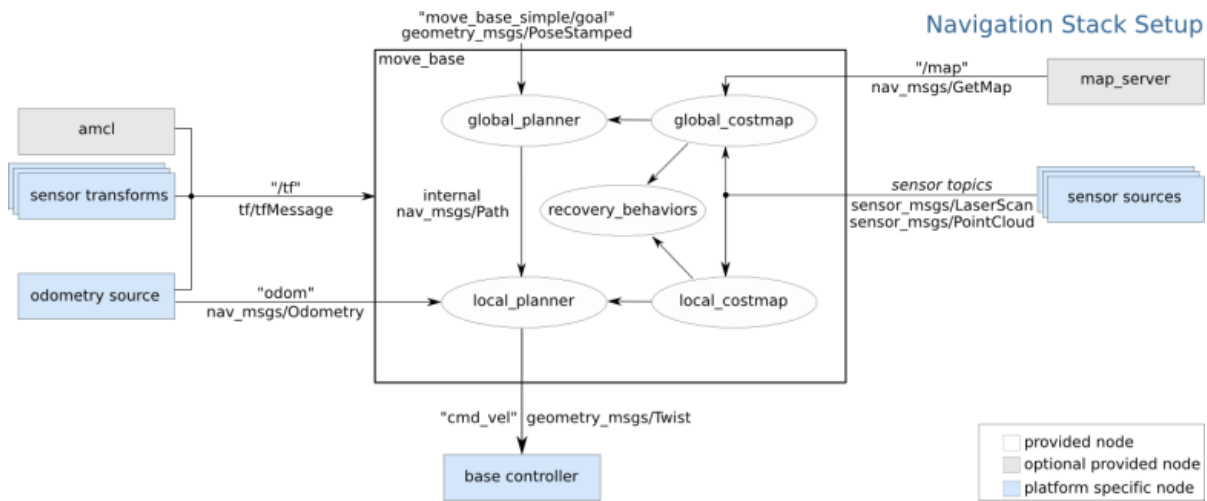 Navigation Stack Setup
"move_base_simple/goal"
geometry_msgs/PoseStamped
move_base
"/map"
nav_msgs/GetMap
map_server
global_planner
global_costmap
amcl
sensor transforms
"/tf"
tf/tfMessage
internal
nav_msgs/Path
recovery_behaviors
sensor topics
sensor_msgs/LaserScan
sensor_msgs/PointCloud
sensor sources
odometry source
"odom"
nav_msgs/Odometry
local_planner
local_costmap
"cmd_vel" geometry_msgs/Twist
base controller
provided node
optional provided node
platform specific node